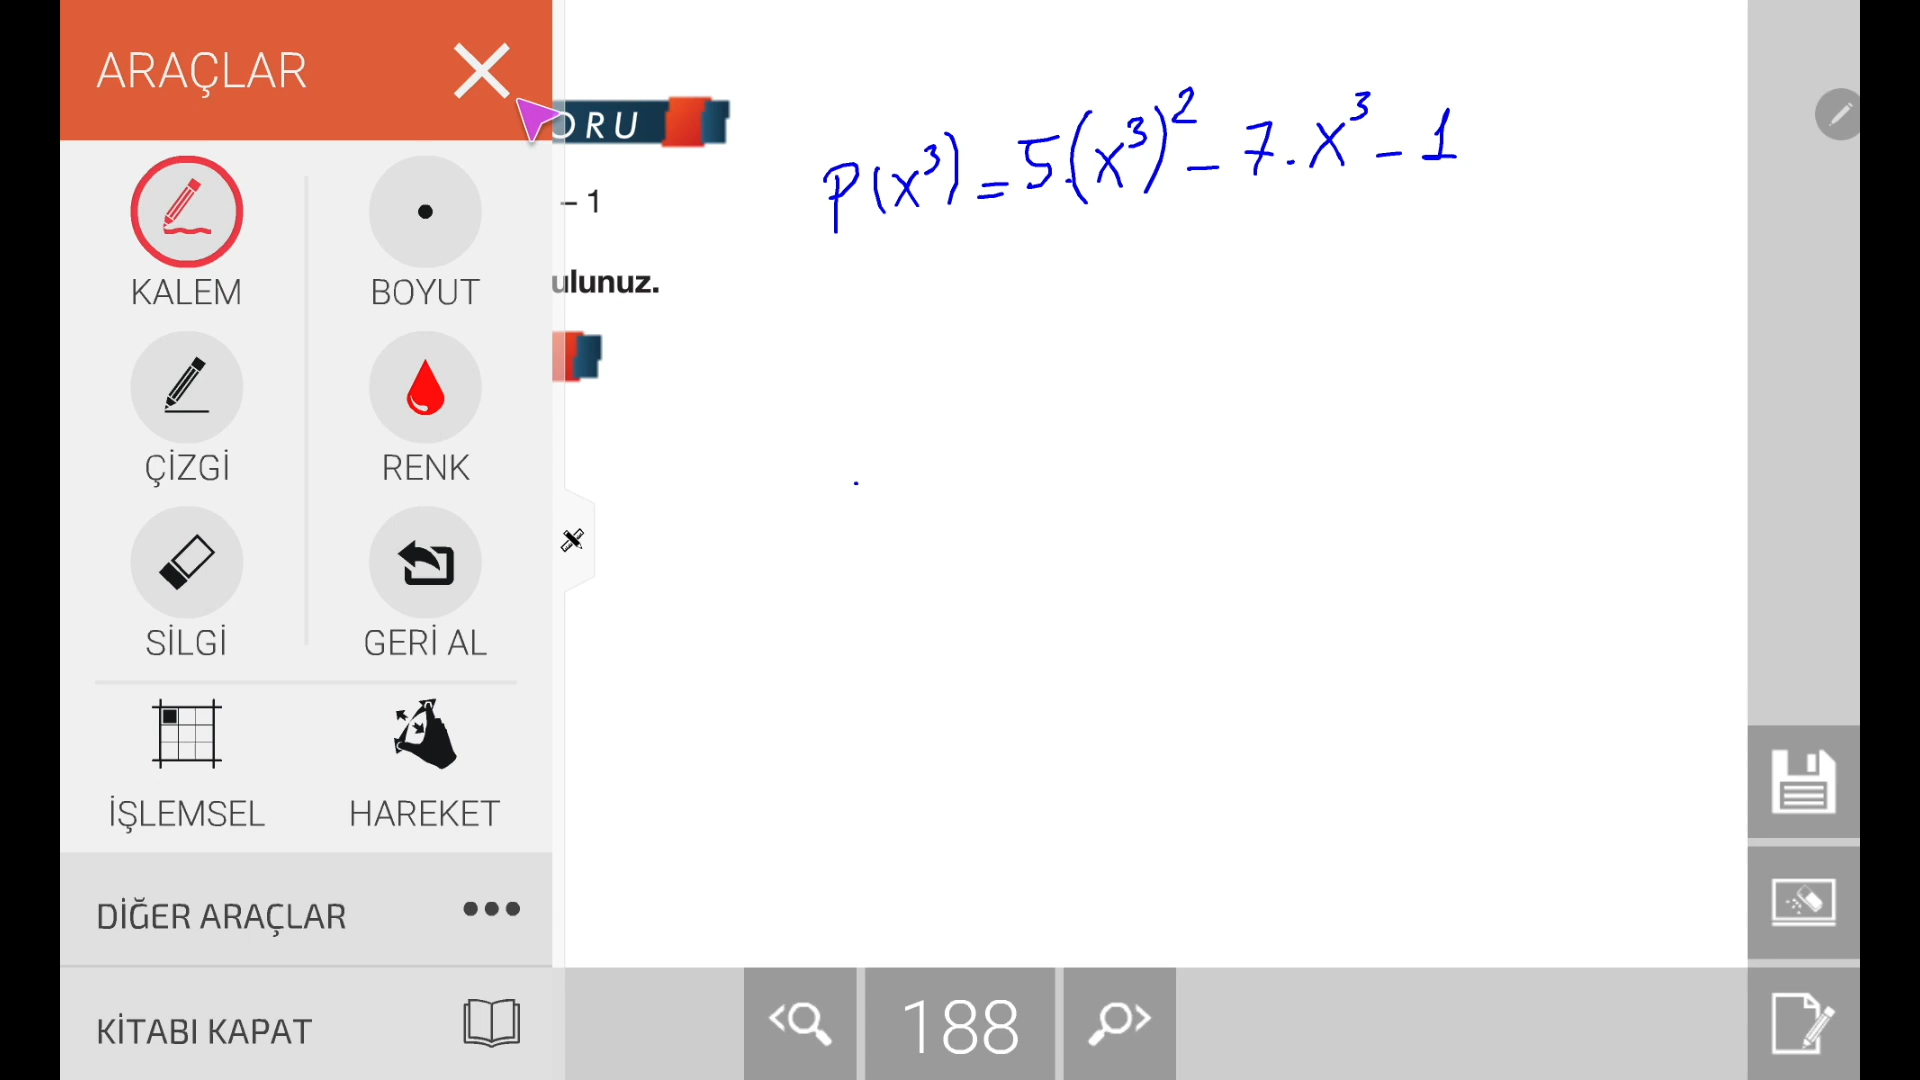 ARAÇLAR
ORU
P(x³) = 5.(x³)² - 7.x³ - 1
– 1
ulunuz.
KALEM
BOYUT
ÇİZGİ
RENK
SİLGİ
GERİ AL
İŞLEMSEL
HAREKET
DİĞER ARAÇLAR
KİTABI KAPAT
188